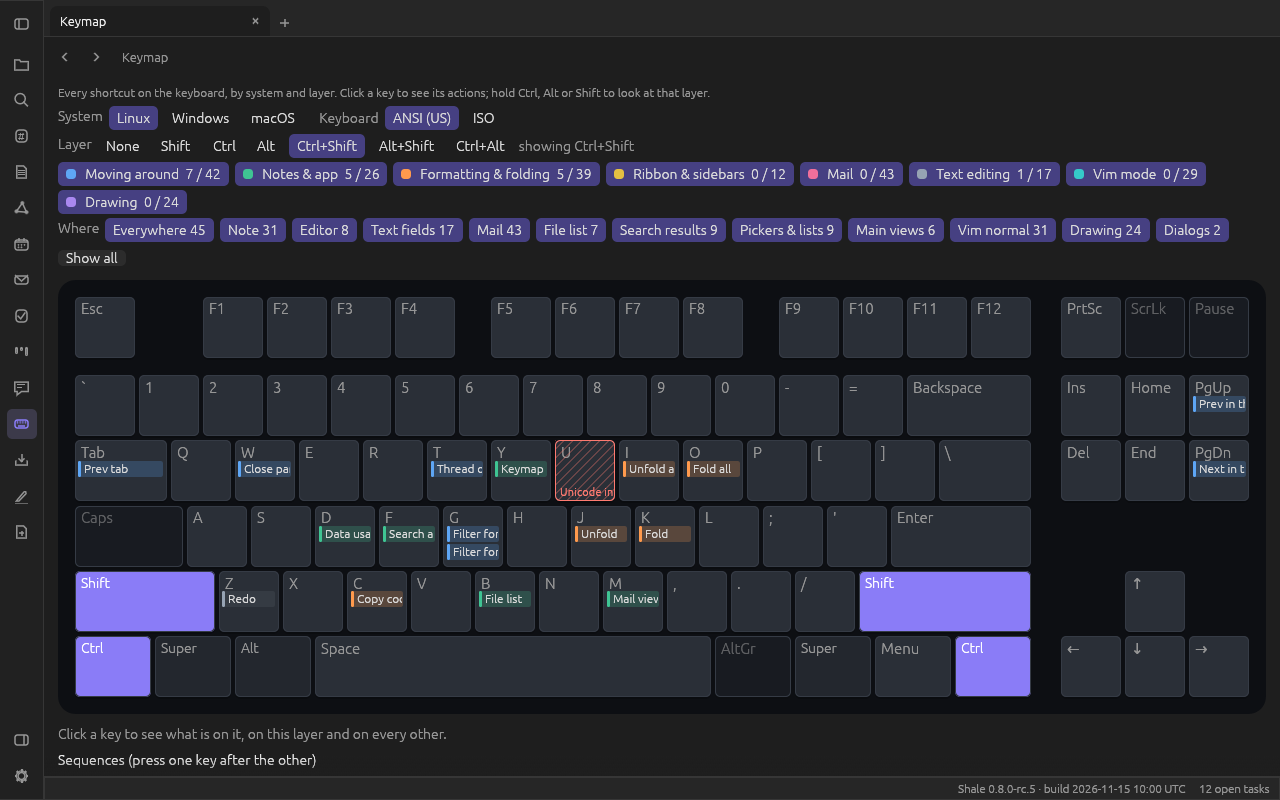 Keymap
Keymap
Every shortcut on the keyboard, by system and layer. Click a key to see its actions; hold Ctrl, Alt or Shift to look at that layer.
System Linux Windows macOS Keyboard ANSI (US) ISO
Layer None Shift Ctrl Alt Ctrl+Shift Alt+Shift Ctrl+Alt showing Ctrl+Shift
Moving around 7 / 42 Notes & app 5 / 26 Formatting & folding 5 / 39 Ribbon & sidebars 0 / 12 Mail 0 / 43 Text editing 1 / 17 Vim mode 0 / 29
Drawing 0 / 24
Where Everywhere 45 Note 31 Editor 8 Text fields 17 Mail 43 File list 7 Search results 9 Pickers & lists 9 Main views 6 Vim normal 31 Drawing 24 Dialogs 2
Show all
Esc F1 F2 F3 F4 F5 F6 F7 F8 F9 F10 F11 F12 PrtSc ScrLk Pause
` 1 2 3 4 5 6 7 8 9 0 - = Backspace Ins Home PgUp
Prev in
Tab Q W E R T Y U I O P [ ] \ Del End PgDn
Prev tab Close Thread Keymap Unfold Fold all Next in
Unicode
Caps A S D F G H J K L ; ' Enter
Data Search Filter Unfold Fold
Filter
Shift Z X C V B N M , . / Shift ↑
Redo Copy File list Mail
Ctrl Super Alt Space AltGr Super Menu Ctrl ← ↓ →
Click a key to see what is on it, on this layer and on every other.
Sequences (press one key after the other)
Shale 0.8.0-rc.5 · build 2026-11-15 10:00 UTC 12 open tasks